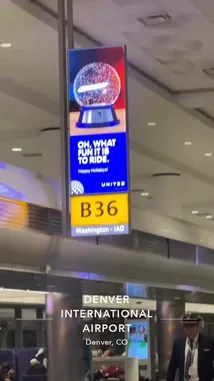 OH, WHAT
FUN IT IS
TO RIDE.
Happy Holidays!
UNITED
B36
Washington - IAD
DENVER
INTERNATIONAL
AIRPORT
Denver, CO